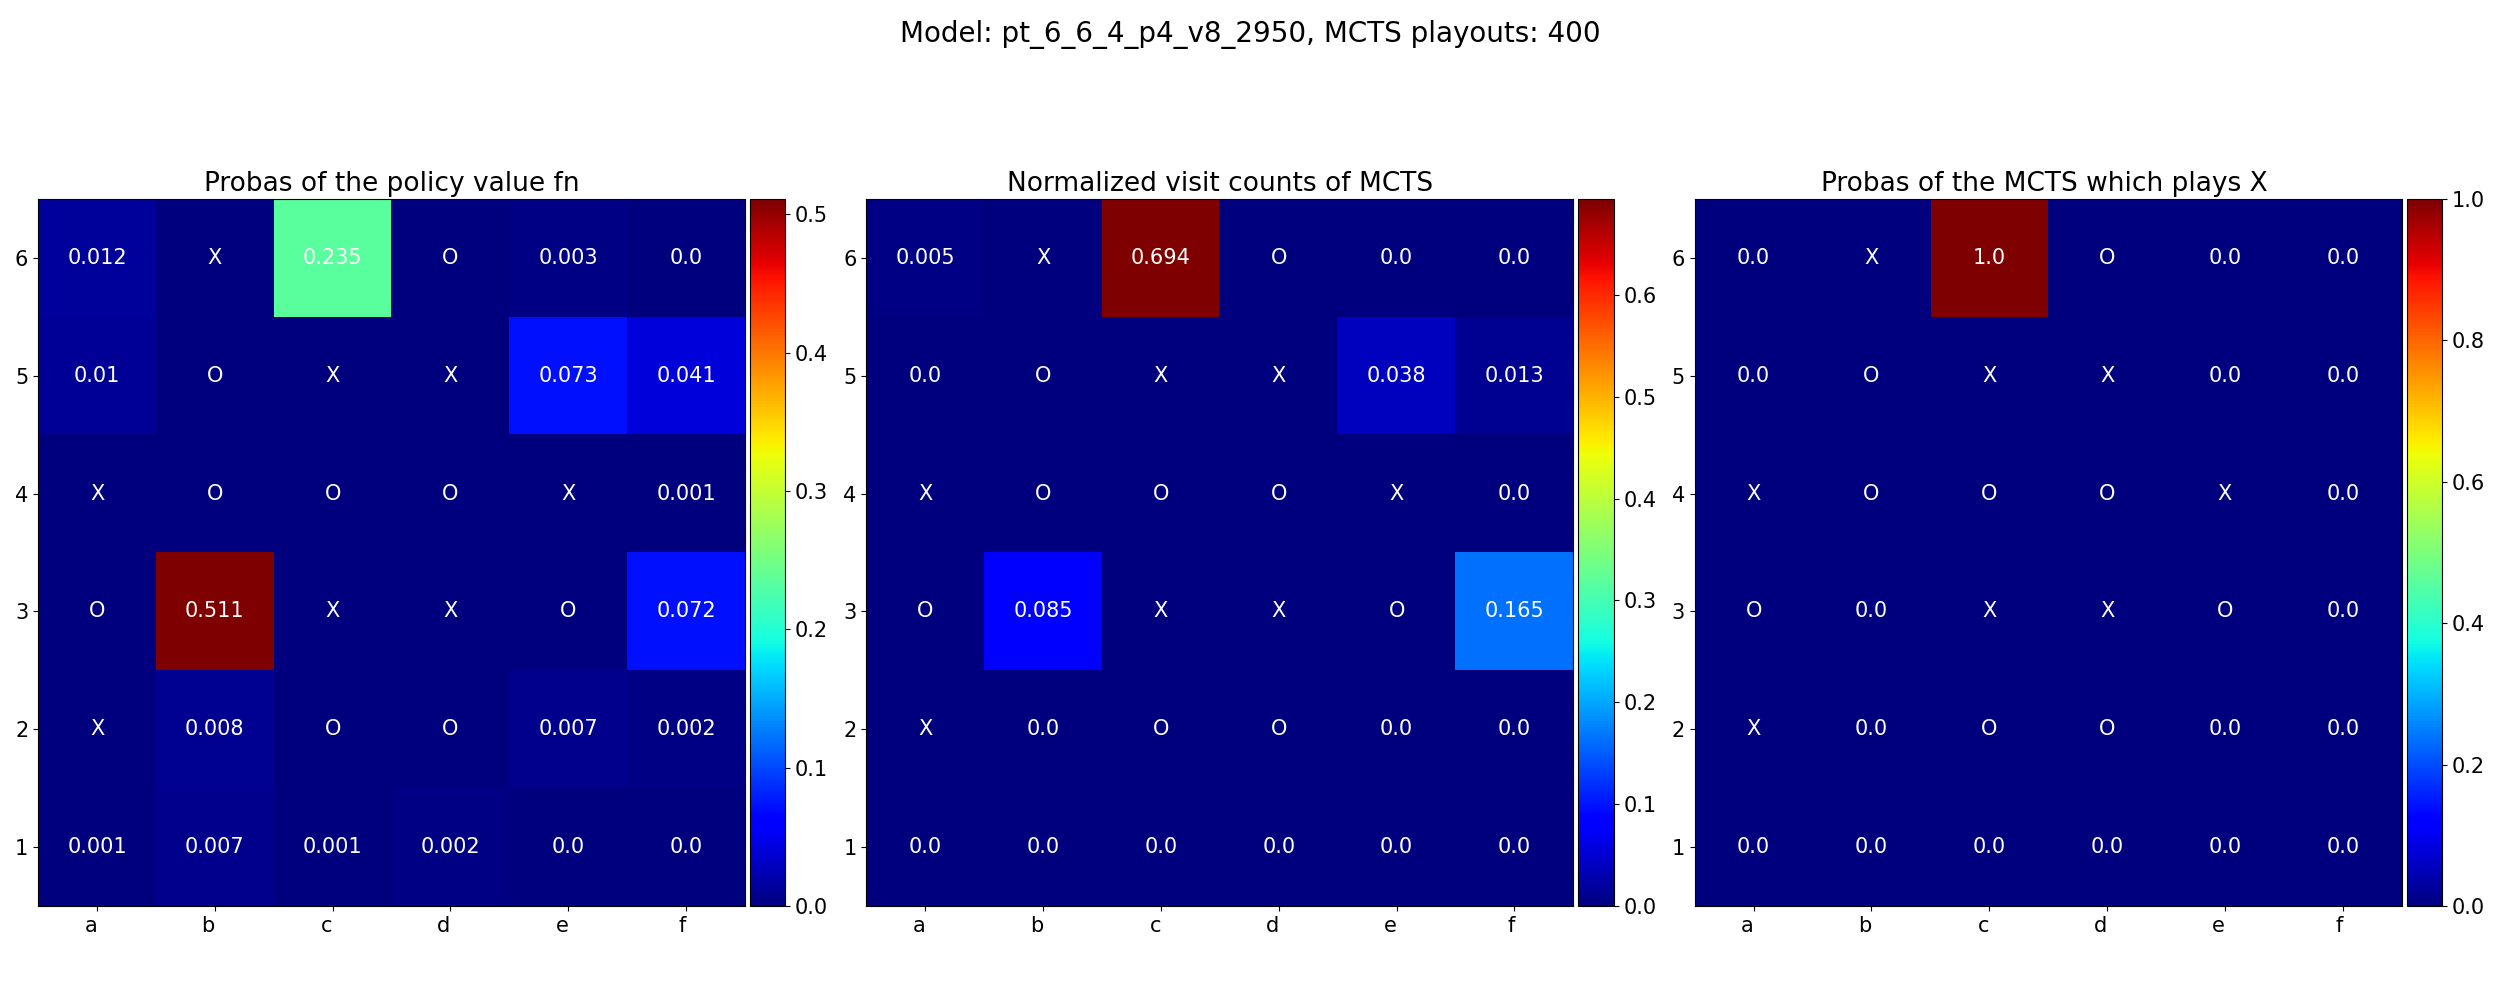 Model: pt_6_6_4_p4_v8_2950, MCTS playouts: 400
Probas of the policy value fn
6 0.012 X 0.235 O 0.003 0.0
5 0.01 O X X 0.073 0.041
4 X O O O X 0.001
3 O 0.511 X X O 0.072
2 X 0.008 O O 0.007 0.002
1 0.001 0.007 0.001 0.002 0.0 0.0
a b c d e f
0.5
0.4
0.3
0.2
0.1
0.0
Normalized visit counts of MCTS
6 0.005 X 0.694 O 0.0 0.0
5 0.0 O X X 0.038 0.013
4 X O O O X 0.0
3 O 0.085 X X O 0.165
2 X 0.0 O O 0.0 0.0
1 0.0 0.0 0.0 0.0 0.0 0.0
a b c d e f
0.6
0.5
0.4
0.3
0.2
0.1
0.0
Probas of the MCTS which plays X
6 0.0 X 1.0 O 0.0 0.0
5 0.0 O X X 0.0 0.0
4 X O O O X 0.0
3 O 0.0 X X O 0.0
2 X 0.0 O O 0.0 0.0
1 0.0 0.0 0.0 0.0 0.0 0.0
a b c d e f
1.0
0.8
0.6
0.4
0.2
0.0